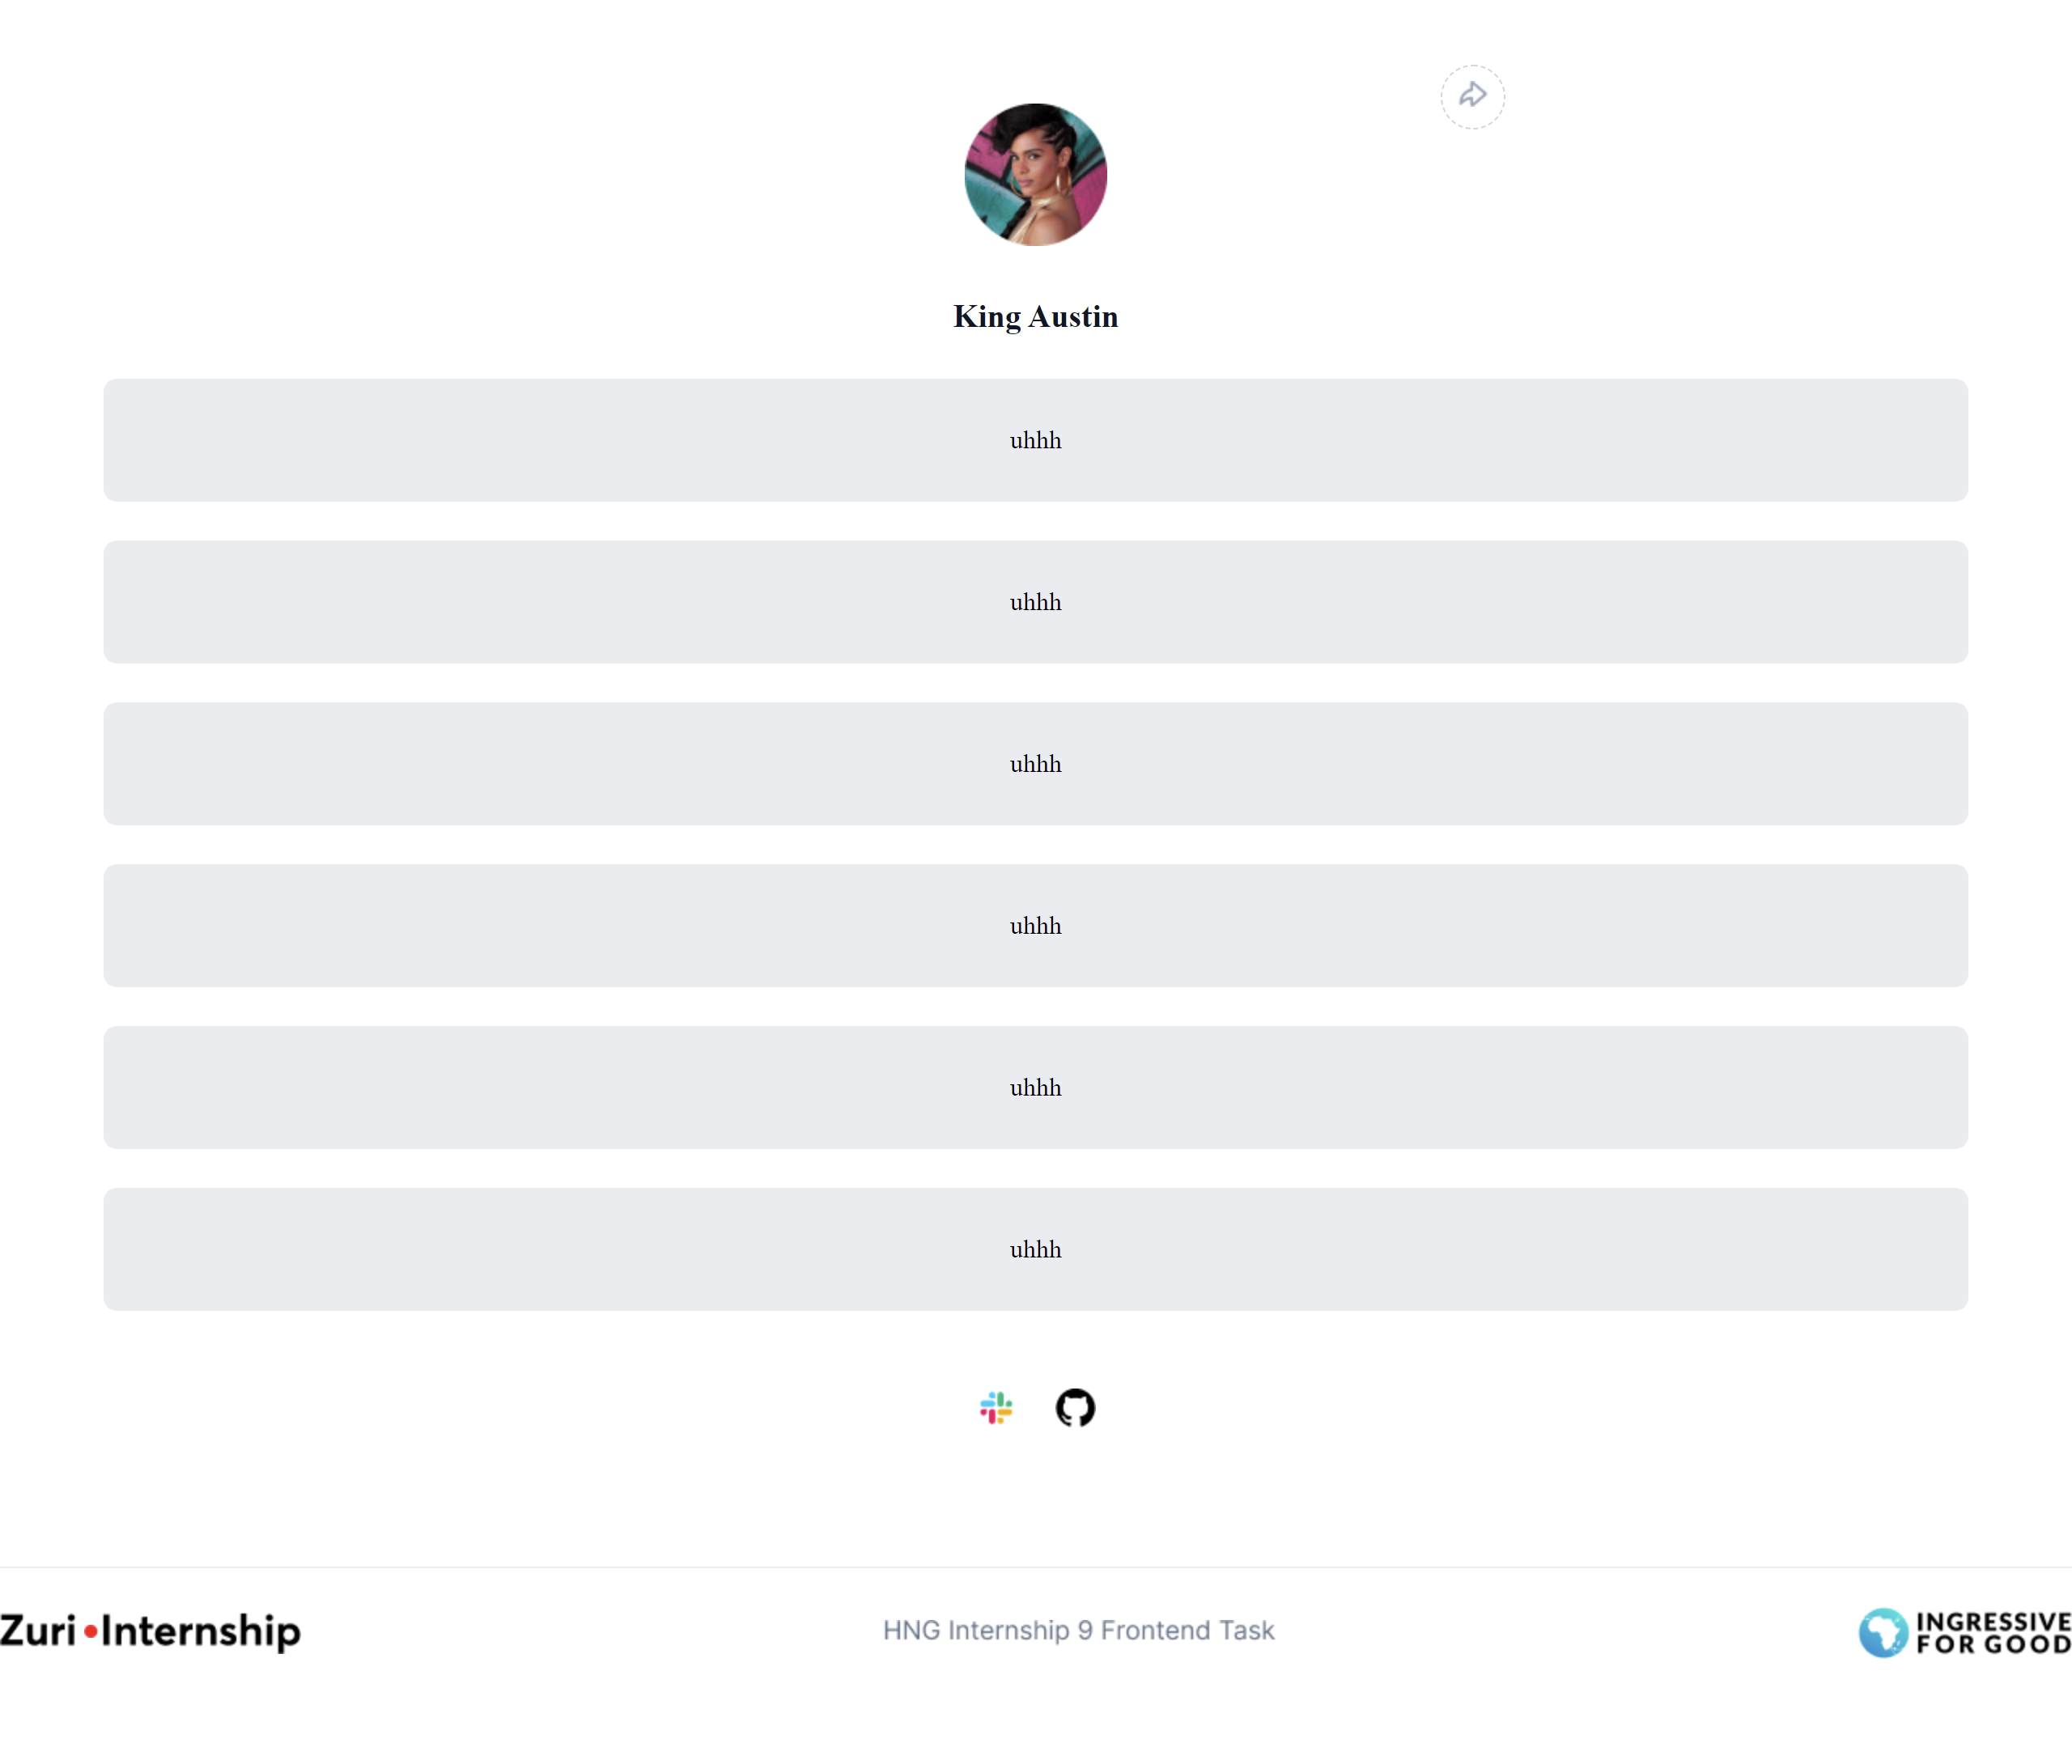 King Austin
uhhh
uhhh
uhhh
uhhh
uhhh
uhhh
Zuri Internship
HNG Internship 9 Frontend Task
INGRESSIVE
FOR GOOD